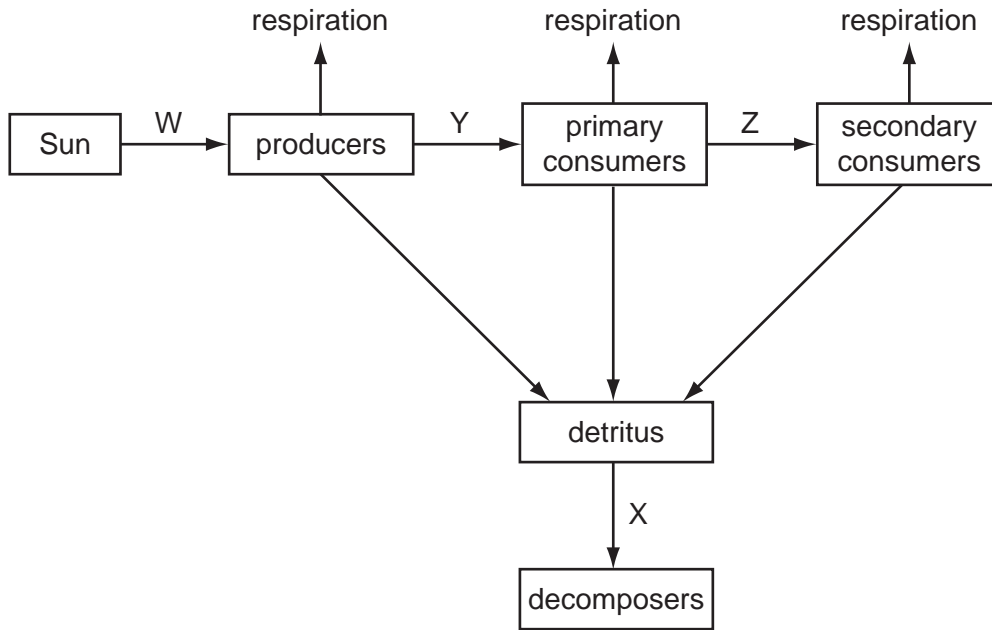 respiration
respiration
respiration
Sun
W
producers
Y
primary
consumers
Z
secondary
consumers
detritus
X
decomposers